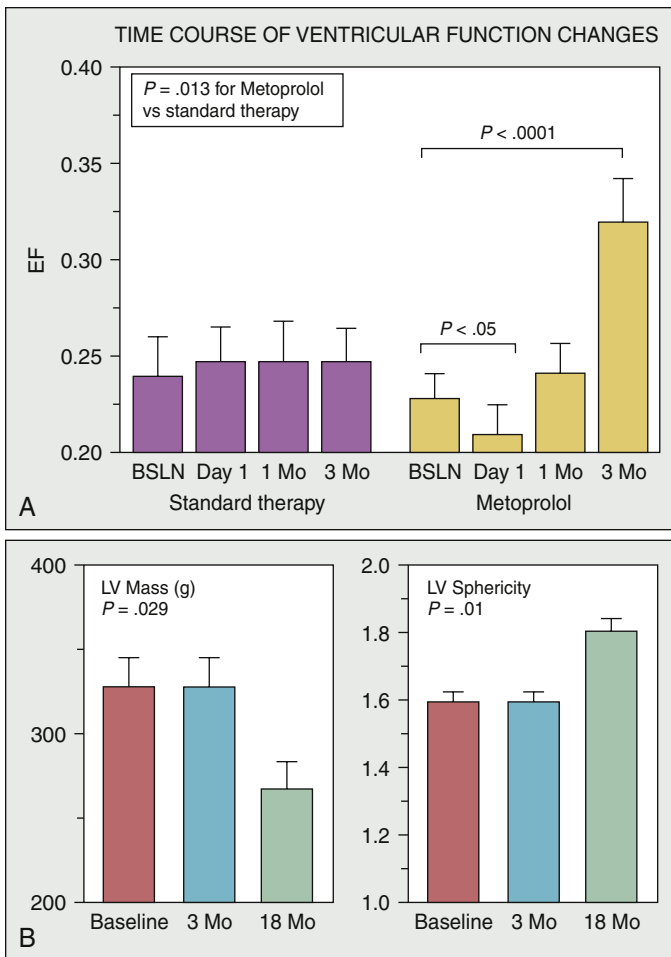 TIME COURSE OF VENTRICULAR FUNCTION CHANGES
0.40
P = .013 for Metoprolol
vs standard therapy
P < .0001
0.35
EF
0.30
P < .05
0.25
0.20
BSLN Day 1 1 Mo 3 Mo BSLN Day 1 1 Mo 3 Mo
Standard therapy Metoprolol
A
400
LV Mass (g)
P = .029
300
200
Baseline 3 Mo 18 Mo
B
2.0
LV Sphericity
P = .01
1.8
1.6
1.4
1.2
1.0
Baseline 3 Mo 18 Mo